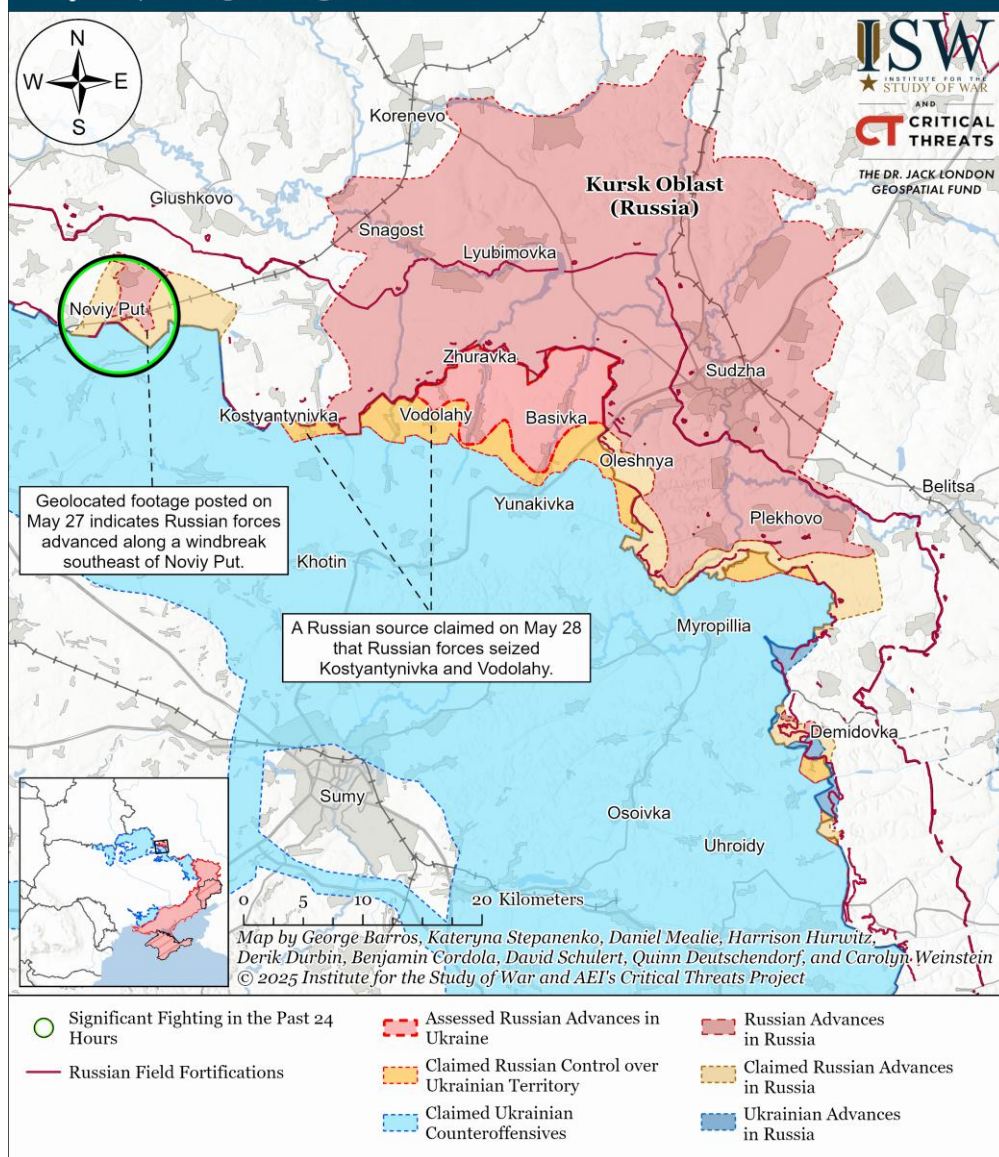 N
W E
S
ISW
INSTITUTE FOR THE
STUDY OF WAR
AND
CT CRITICAL
THREATS
THE DR. JACK LONDON
GEOSPATIAL FUND
Korenevo
Kursk Oblast
(Russia)
Glushkovo
Snagost
Lyubimovka
Noviy Put
Zhuravka
Sudzha
Kostyantynivka
Vodolahy
Basivka
Oleshnya
Belitsa
Yunakivka
Plekhovo
Geolocated footage posted on
May 27 indicates Russian forces
advanced along a windbreak
southeast of Noviy Put.
Khotin
A Russian source claimed on May 28
that Russian forces seized
Kostyantynivka and Vodolahy.
Myropillia
Demidovka
Sumy
Osoivka
Uhroidy
0 5 10 20 Kilometers
Map by George Barros, Kateryna Stepanenko, Daniel Mealie, Harrison Hurwitz,
Derik Durbin, Benjamin Cordola, David Schulert, Quinn Deutschendorf, and Carolyn Weinstein
© 2025 Institute for the Study of War and AEI's Critical Threats Project
Significant Fighting in the Past 24
Hours
Russian Field Fortifications
Assessed Russian Advances in
Ukraine
Claimed Russian Control over
Ukrainian Territory
Claimed Ukrainian
Counteroffensives
Russian Advances
in Russia
Claimed Russian Advances
in Russia
Ukrainian Advances
in Russia